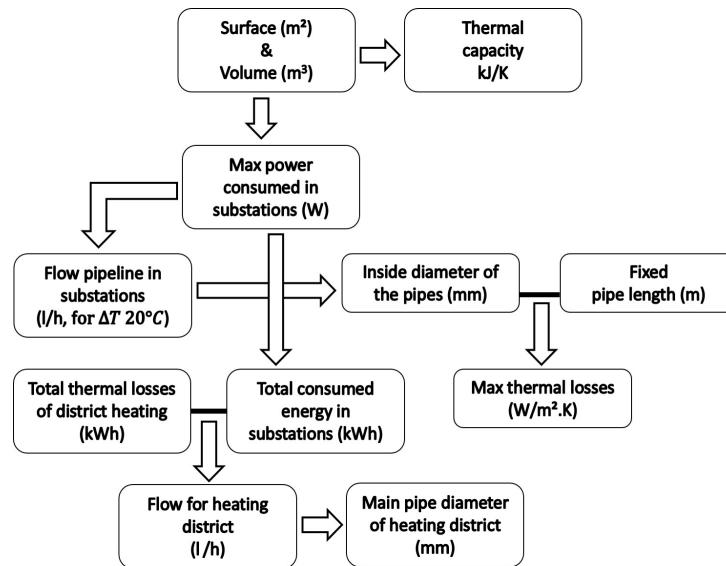 Surface (m²)
&
Volume (m³)
Thermal
capacity
kJ/K
Max power
consumed in
substations (W)
Flow pipeline in
substations
(l/h, for ΔT 20°C)
Inside diameter of
the pipes (mm)
Fixed
pipe length (m)
Total thermal losses
of district heating
(kWh)
Total consumed
energy in
substations (kWh)
Max thermal losses
(W/m².K)
Flow for heating
district
(l /h)
Main pipe diameter
of heating district
(mm)